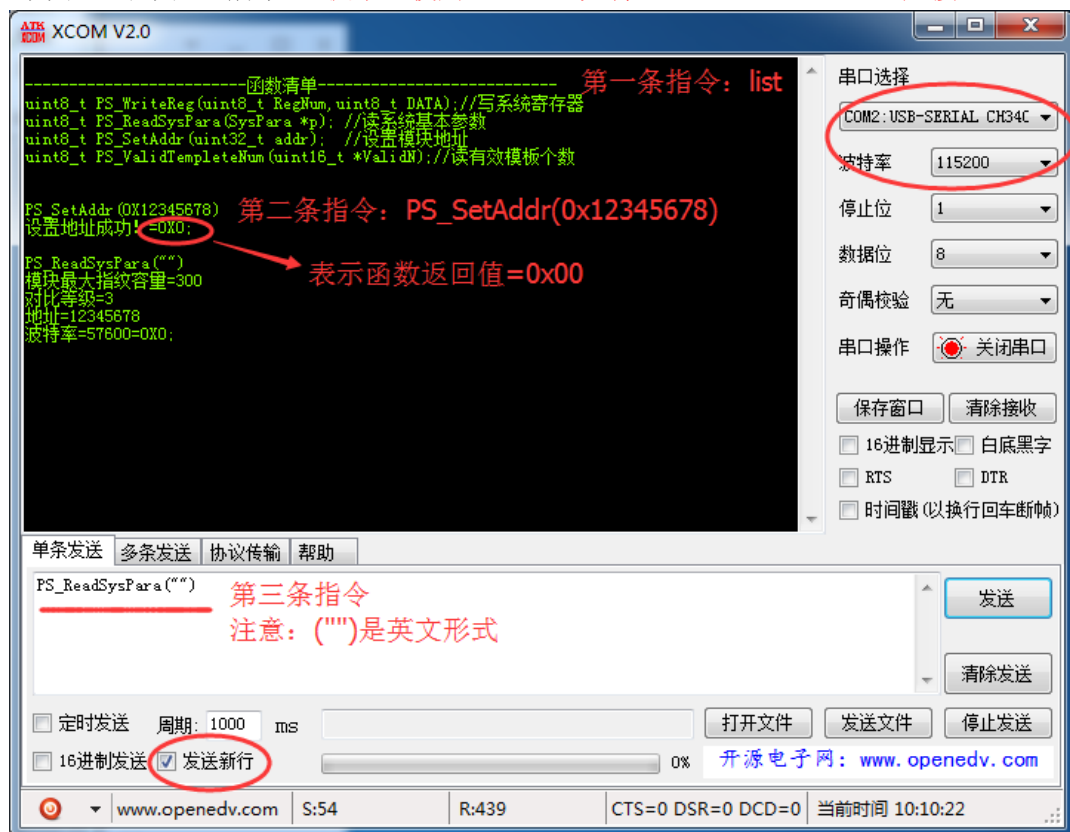 ATK XCOM XCOM V2.0
--------------------------函数清单--------------------------
第一条指令：list
uint8_t PS_WriteReg(uint8_t RegNum,uint8_t DATA);//写系统寄存器
uint8_t PS_ReadSysPara(SysPara *p); //读系统基本参数
uint8_t PS_SetAddr(uint32_t addr);  //设置模块地址
uint8_t PS_ValidTempleteNum(uint16_t *ValidN);//读有效模板个数
PS_SetAddr(0X12345678)
第二条指令：PS_SetAddr(0x12345678)
设置地址成功！=0X0;
表示函数返回值=0x00
PS_ReadSysPara("")
模块最大指纹容量=300
对比等级=3
地址=12345678
波特率=57600=0X0;
串口选择
COM2:USB-SERIAL CH34C
波特率 115200
停止位 1
数据位 8
奇偶校验 无
串口操作 关闭串口
保存窗口 清除接收
16进制显示 白底黑字
RTS DTR
时间戳(以换行回车断帧)
单条发送 多条发送 协议传输 帮助
PS_ReadSysPara("")
第三条指令
注意：("")是英文形式
发送
清除发送
定时发送 周期: 1000 ms 打开文件 发送文件 停止发送
16进制发送 发送新行 0% 开源电子网：www.openedv.com
www.openedv.com S:54 R:439 CTS=0 DSR=0 DCD=0 当前时间 10:10:22